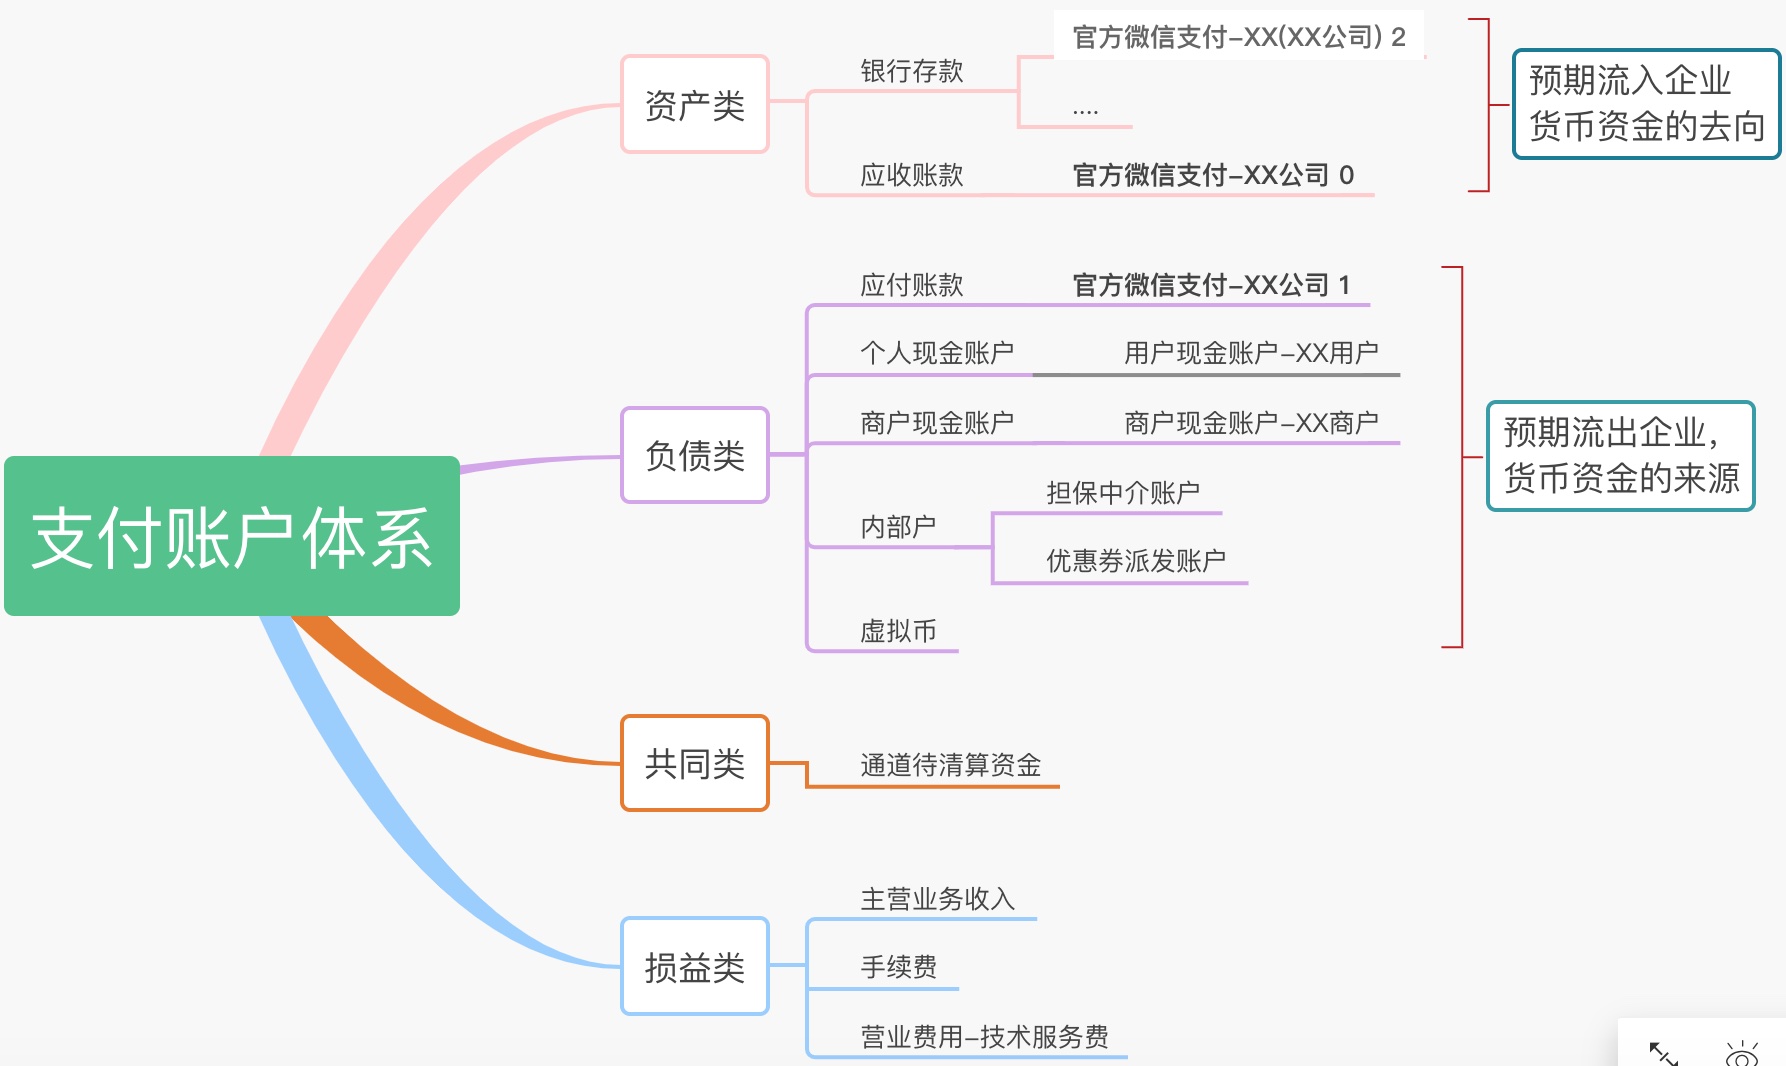 支付账户体系
资产类
银行存款
官方微信支付–XX(XX公司) 2
....
应收账款
官方微信支付–XX公司 0
预期流入企业
货币资金的去向
负债类
应付账款
官方微信支付–XX公司 1
个人现金账户
用户现金账户–XX用户
商户现金账户
商户现金账户–XX商户
内部户
担保中介账户
优惠券派发账户
虚拟币
预期流出企业，
货币资金的来源
共同类
通道待清算资金
损益类
主营业务收入
手续费
营业费用–技术服务费